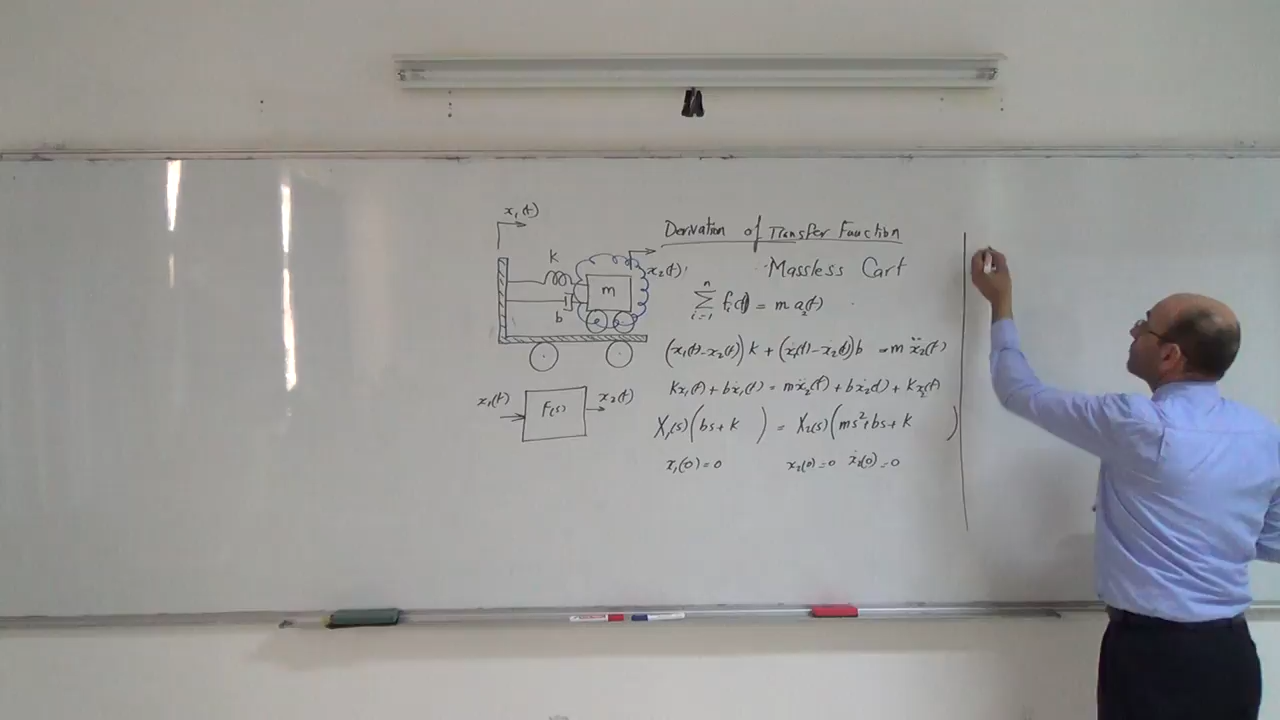 x₁(t)
Derivation of Transfer Function
k
m
x₂(t)
Massless Cart
b
∑ᵢ₌₁ⁿ fᵢ(t) = m a₂(t)
(x₁(t)-x₂(t))k + (ẋ₁(t)-ẋ₂(t))b = m ẍ₂(t)
kx₁(t) + bẋ₁(t) = mẍ₂(t) + bẋ₂(t) + kx₂(t)
x₁(t)
F(s)
x₂(t)
X₁(s)(bs+k ) = X₂(s)(ms²+bs+k )
x₁(0)=0 x₂(0)=0 ẋ₂(0)=0